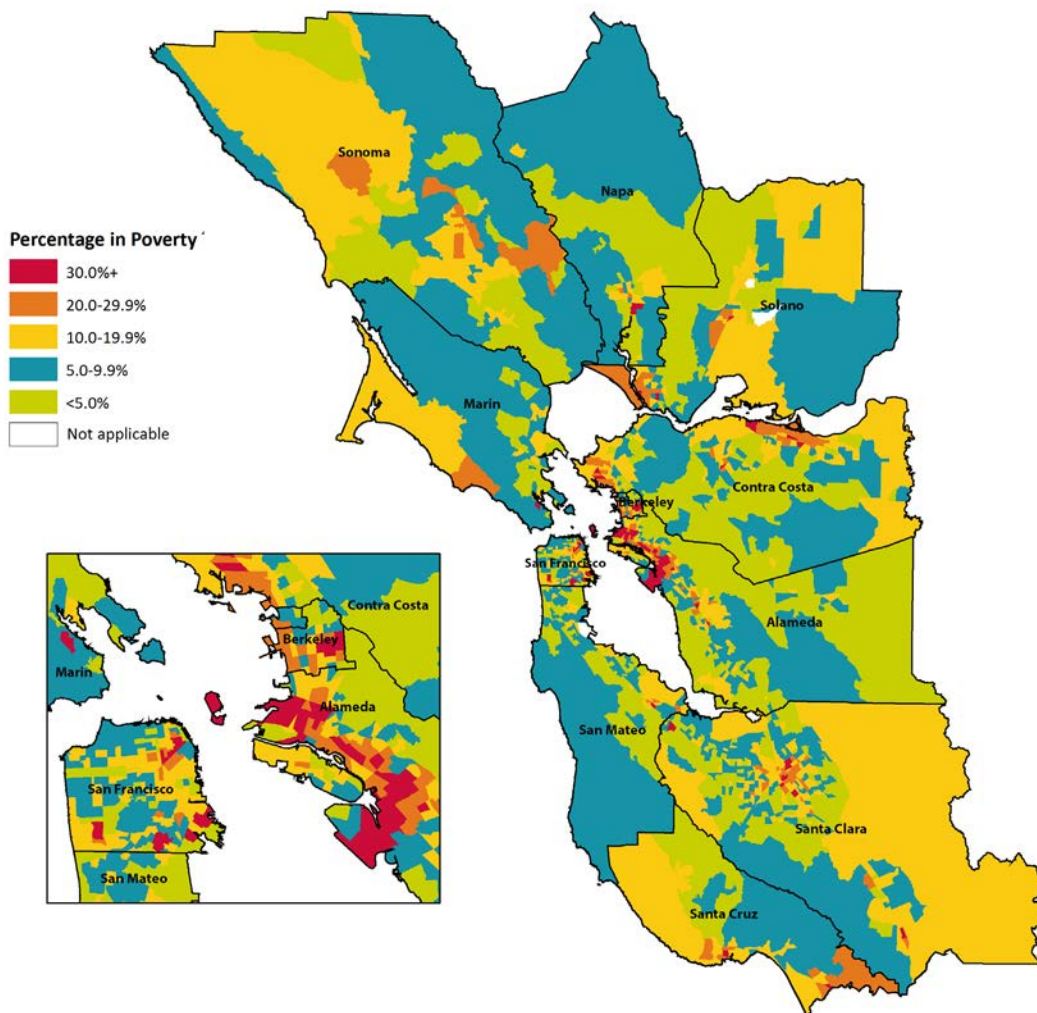 Sonoma
Napa
Percentage in Poverty
30.0%+
20.0-29.9%
10.0-19.9%
5.0-9.9%
<5.0%
Not applicable
Solano
Marin
Contra Costa
Berkeley
San Francisco
Alameda
San Mateo
Santa Clara
Santa Cruz
Contra Costa
Berkeley
Marin
Alameda
San Francisco
San Mateo